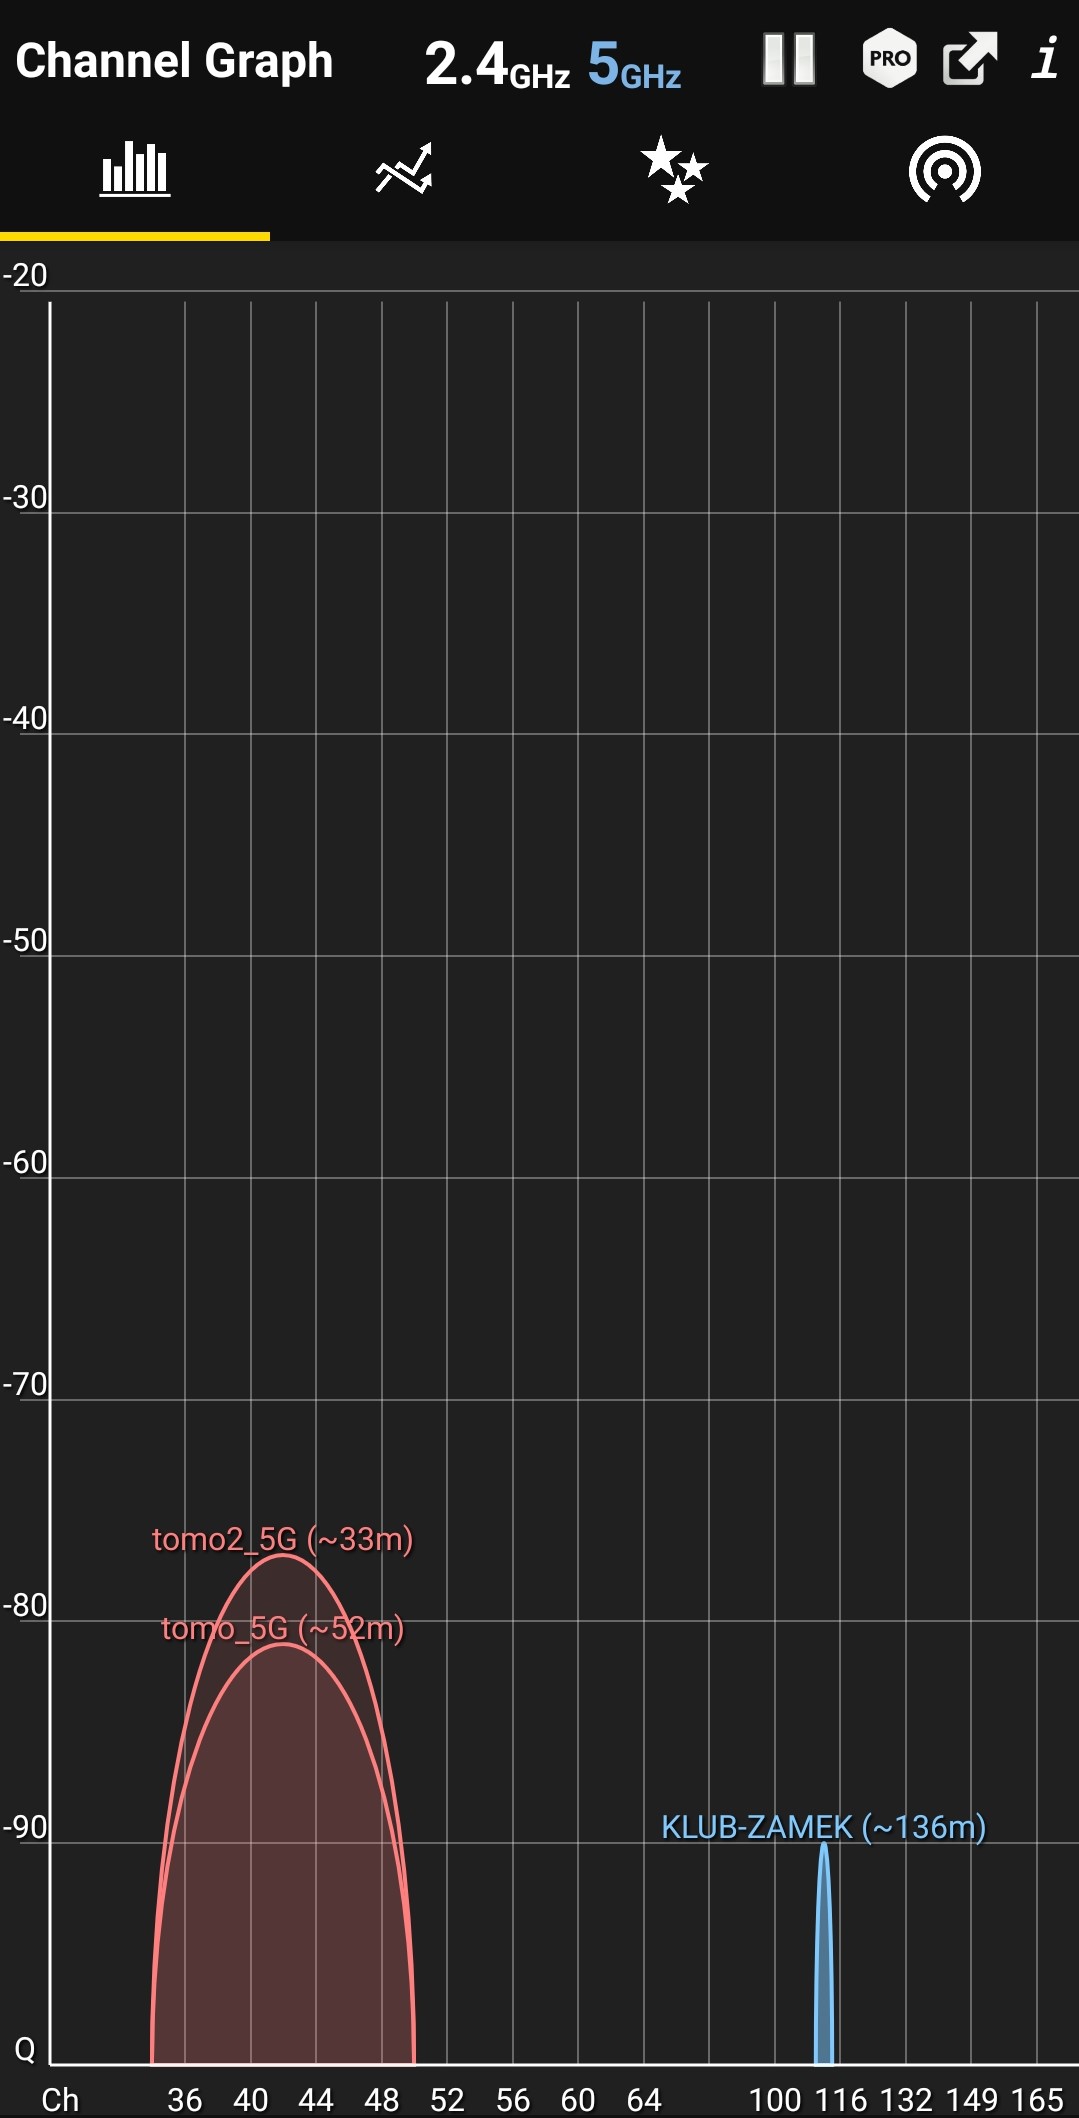 Channel Graph 2.4GHz 5GHz PRO i
-20
-30
-40
-50
-60
-70
tomo2_5G (~33m)
-80
tomo_5G (~52m)
-90
KLUB-ZAMEK (~136m)
Q
Ch 36 40 44 48 52 56 60 64 100 116 132 149 165